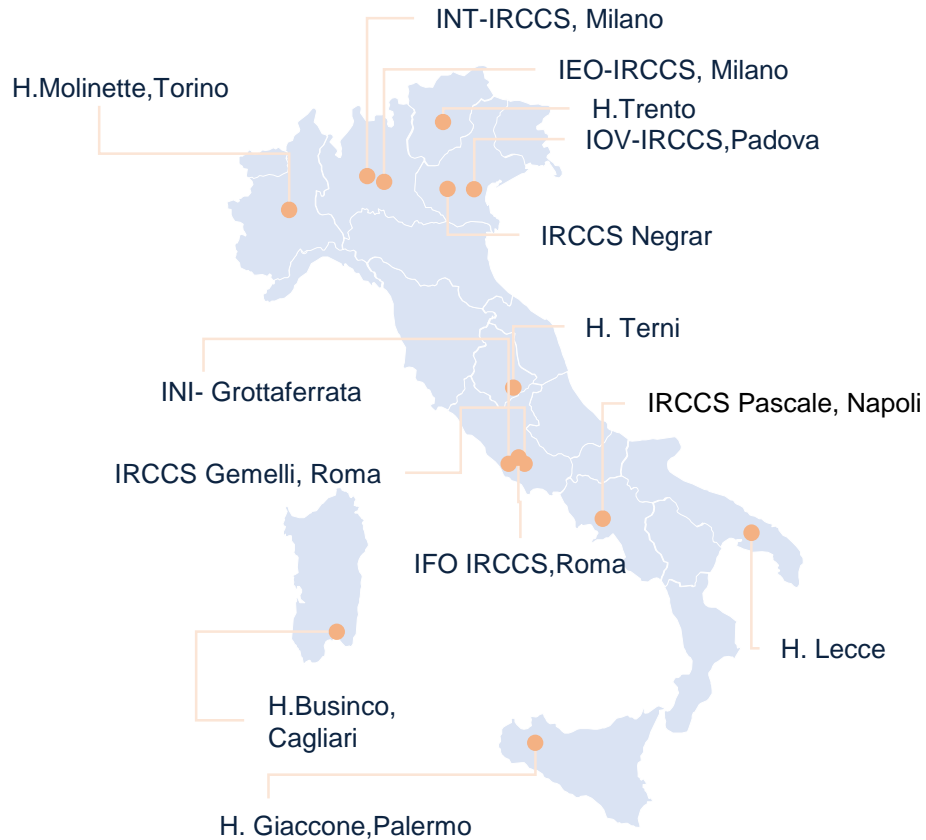 INT-IRCCS, Milano
IEO-IRCCS, Milano
H.Molinette,Torino
H.Trento
IOV-IRCCS,Padova
IRCCS Negrar
H. Terni
INI- Grottaferrata
IRCCS Pascale, Napoli
IRCCS Gemelli, Roma
IFO IRCCS,Roma
H. Lecce
H.Businco,
Cagliari
H. Giaccone,Palermo